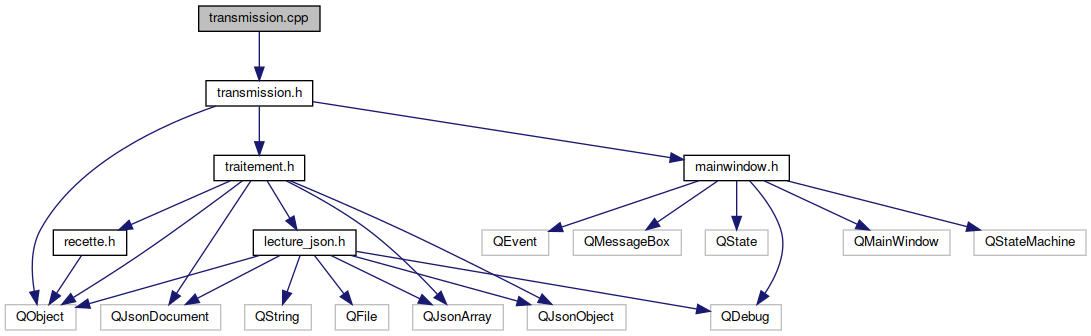 transmission.cpp
transmission.h
traitement.h
mainwindow.h
recette.h
lecture_json.h
QEvent
QMessageBox
QState
QMainWindow
QStateMachine
QObject
QJsonDocument
QString
QFile
QJsonArray
QJsonObject
QDebug